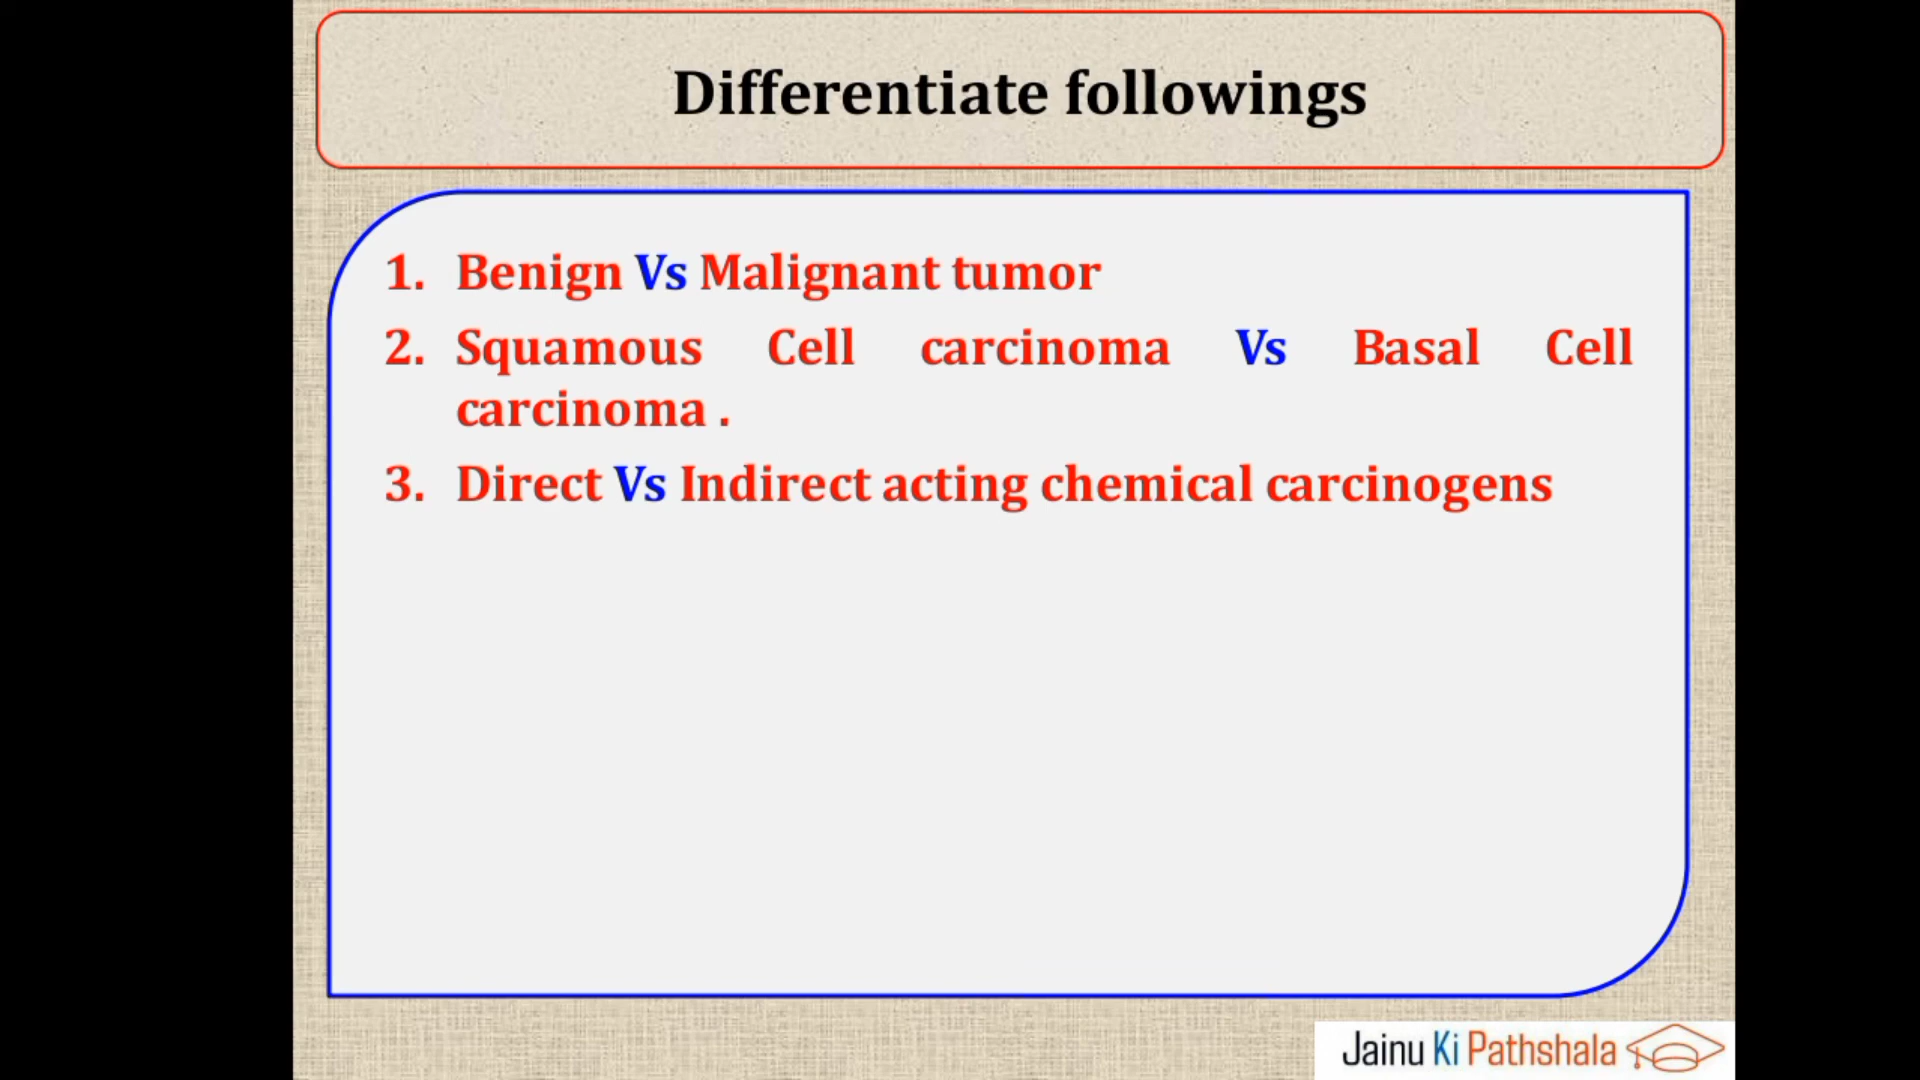 Differentiate followings
1. Benign Vs Malignant tumor
2. Squamous Cell carcinoma Vs Basal Cell
carcinoma .
3. Direct Vs Indirect acting chemical carcinogens
Jainu Ki Pathshala